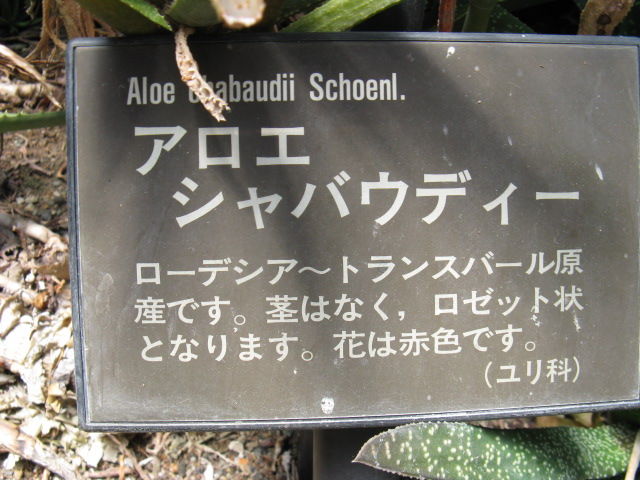 Aloe chabaudii Schoenl.
アロエ
シャバウディー
ローデシア～トランスバール原
産です。茎はなく，ロゼット状
となります。花は赤色です。
(ユリ科)